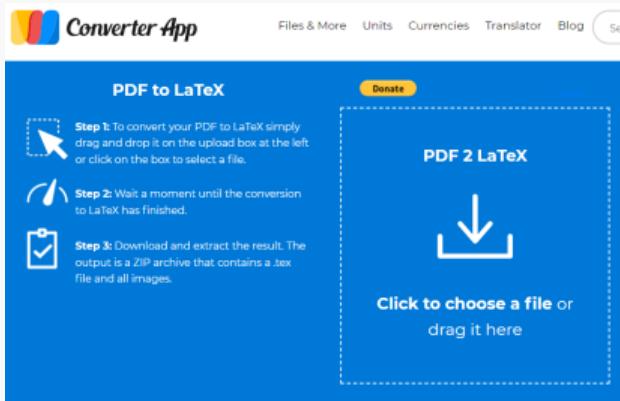 Converter App
Files & More Units Currencies Translator Blog
PDF to LaTeX
Step 1: To convert your PDF to LaTeX simply
drag and drop it on the upload box at the left
or click on the box to select a file.
Step 2: Wait a moment until the conversion
to LaTeX has finished.
Step 3: Download and extract the result. The
output is a ZIP archive that contains a .tex
file and all images.
Donate
PDF 2 LaTeX
Click to choose a file or
drag it here